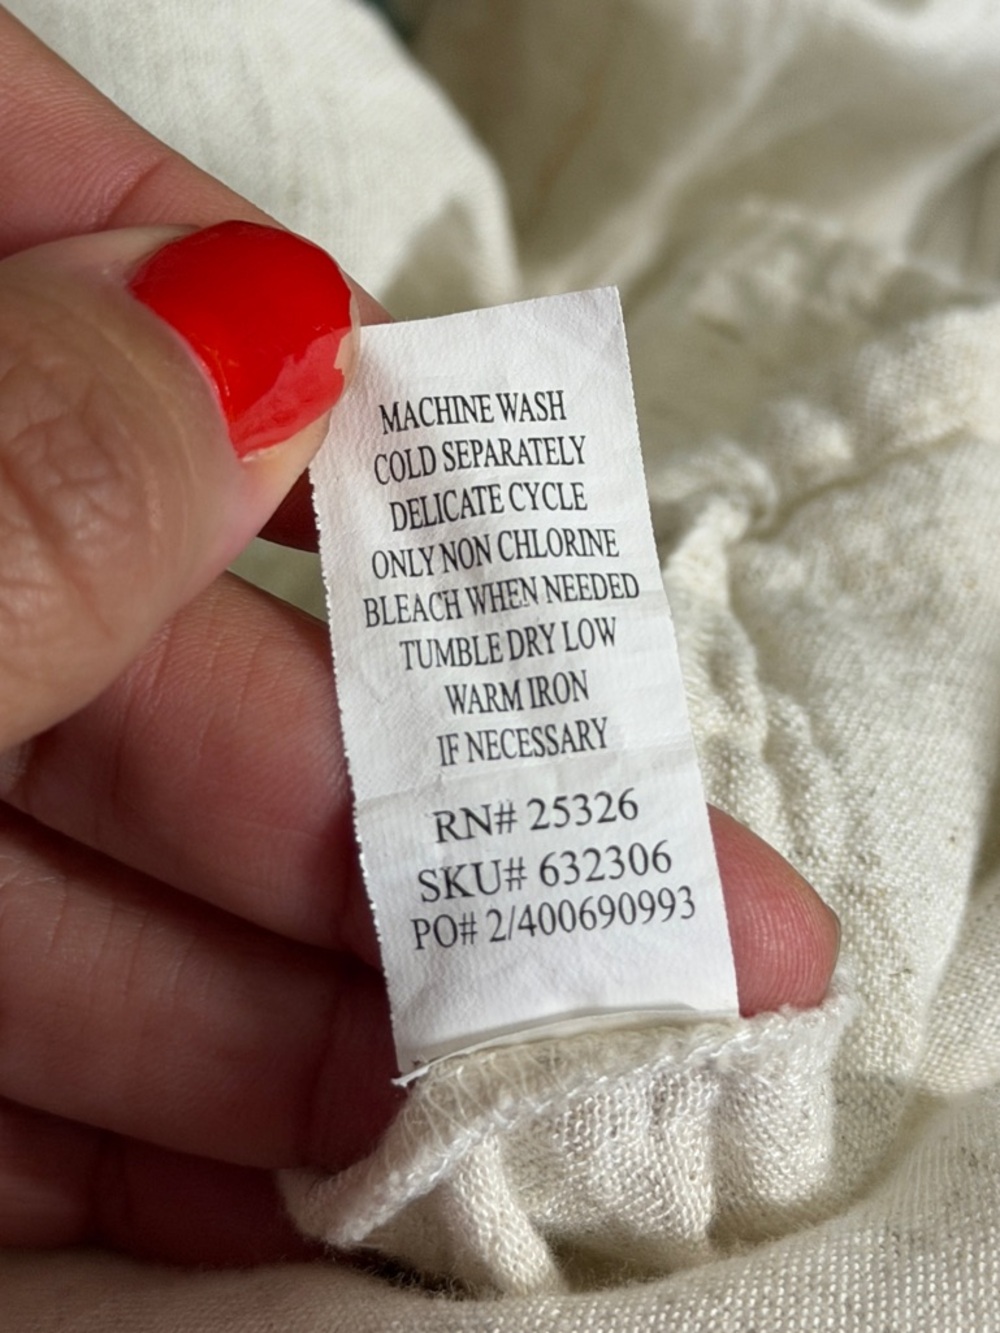 MACHINE WASH
COLD SEPARATELY
DELICATE CYCLE
ONLY NON CHLORINE
BLEACH WHEN NEEDED
TUMBLE DRY LOW
WARM IRON
IF NECESSARY
RN# 25326
SKU# 632306
PO# 2/400690993